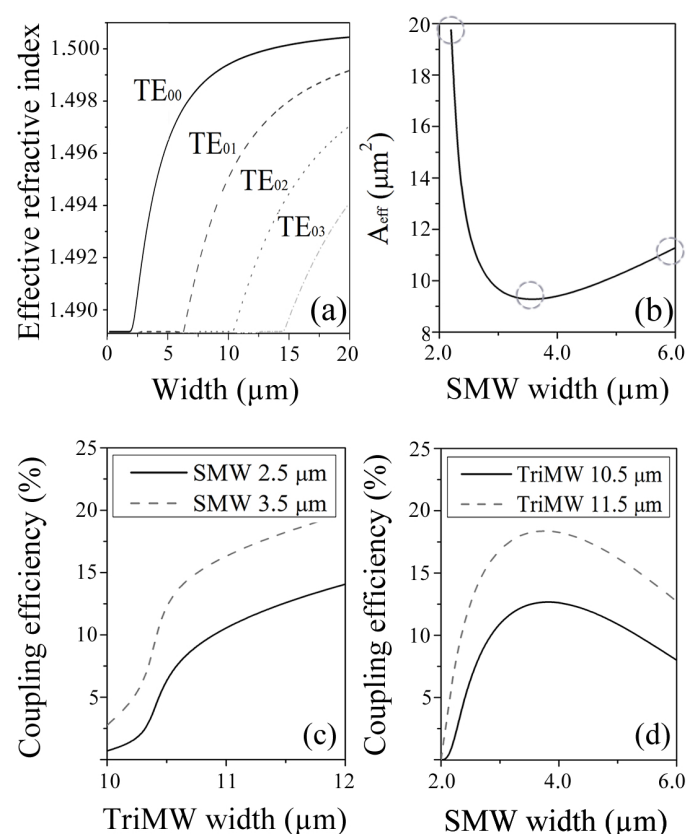 Effective refractive index
1.500
1.498
1.496
1.494
1.492
1.490
TE00
TE01
TE02
TE03
(a)
0 5 10 15 20
Width (µm)
Aeff (µm²)
20
18
16
14
12
10
8
(b)
2.0 4.0 6.0
SMW width (µm)
Coupling efficiency (%)
25
20
15
10
5
SMW 2.5 µm
SMW 3.5 µm
(c)
10 11 12
TriMW width (µm)
Coupling efficiency (%)
25
20
15
10
5
0
TriMW 10.5 µm
TriMW 11.5 µm
(d)
2.0 4.0 6.0
SMW width (µm)